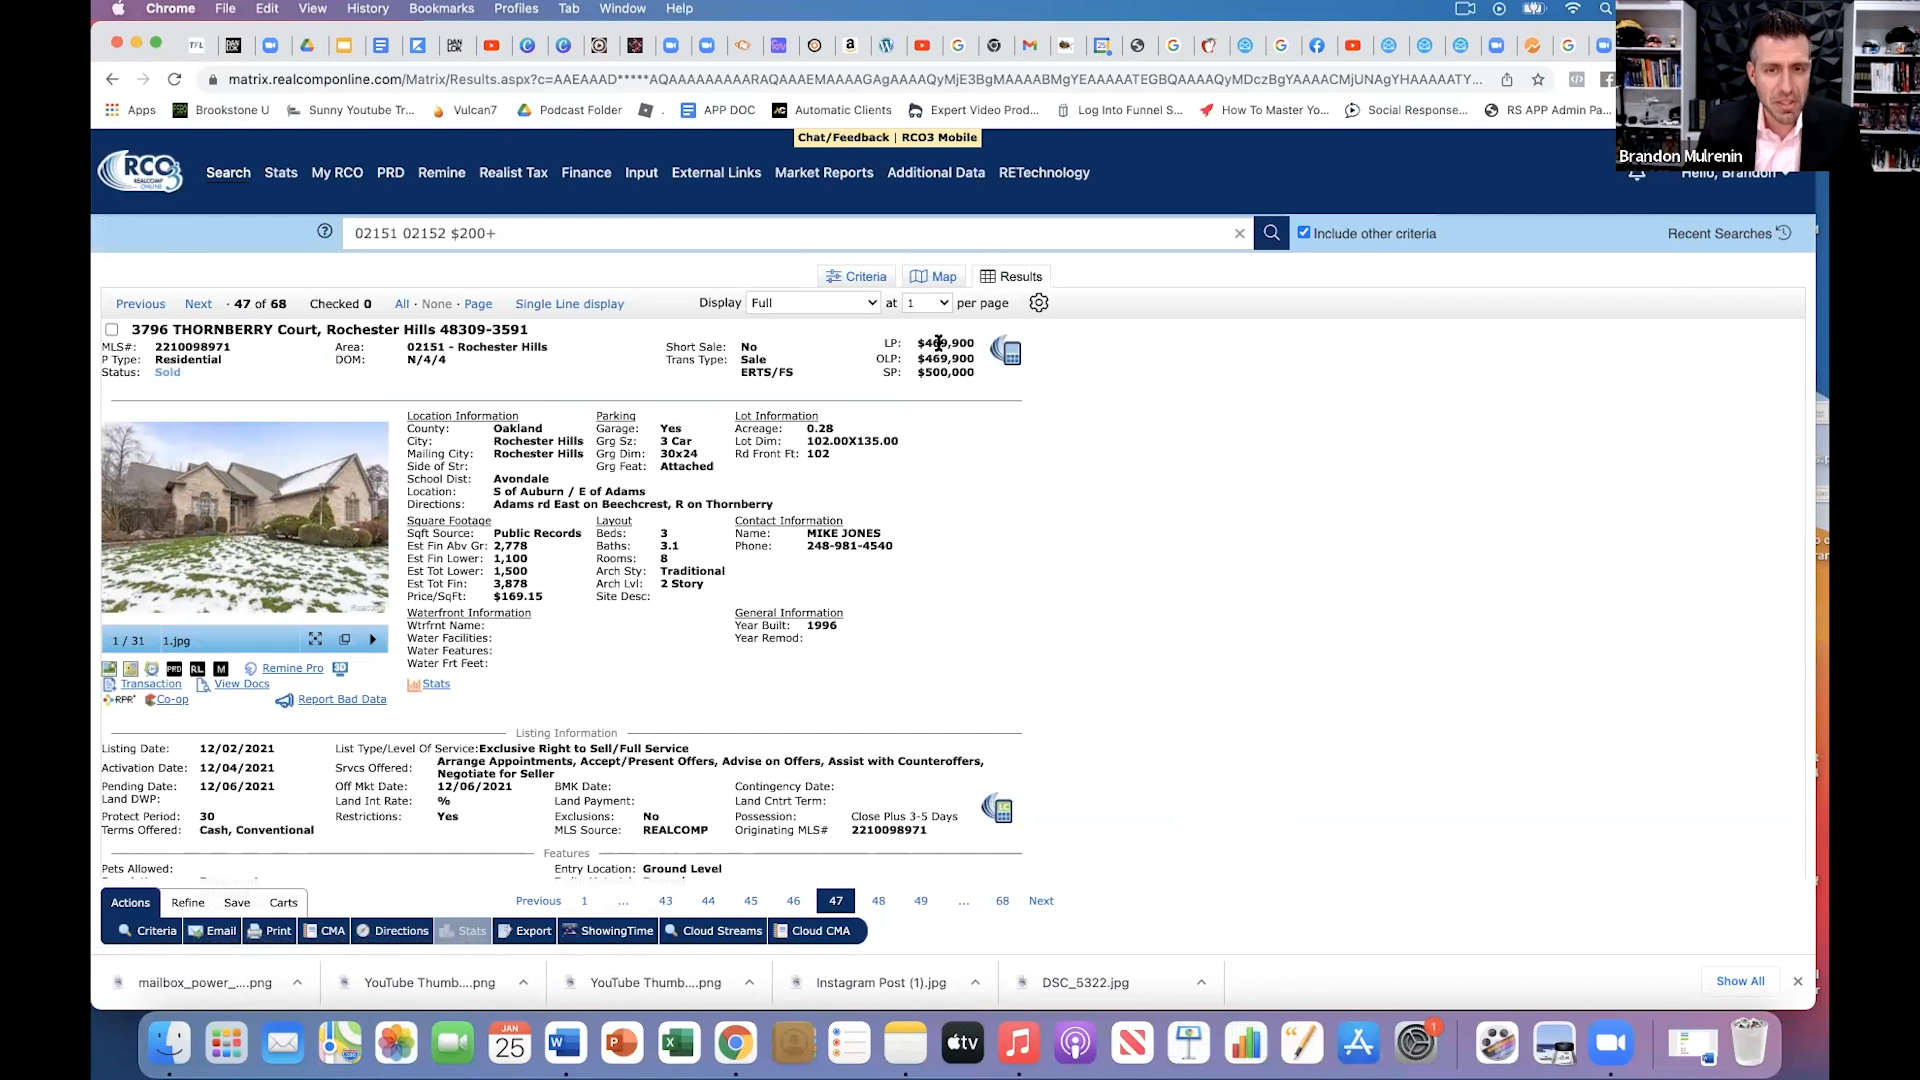 Chrome File Edit View History Bookmarks Profiles Tab Window Help
matrix.realcomponline.com/Matrix/Results.aspx?c=AAEAAAD*****AQAAAAAAAAARAQAAAEMAAAAGAgAAAAQyMjE3BgMAAAABMgYEAAAAATEGBQAAAAQyMDczBgYAAAACMjUNAgYHAAAAATY...
Apps Brookstone U Sunny Youtube Tr... Vulcan7 Podcast Folder . APP DOC Automatic Clients Expert Video Prod... Log Into Funnel S... How To Master Yo... Social Response... RS APP Admin Pa...
Brandon Mulrenin
Chat/Feedback | RCO3 Mobile
RCO3 REALCOMP ONLINE
Search Stats My RCO PRD Remine Realist Tax Finance Input External Links Market Reports Additional Data RETechnology Hello, Brandon
02151 02152 $200+ Include other criteria Recent Searches
Criteria Map Results
Previous Next · 47 of 68 Checked 0 All · None · Page Single Line display Display Full at 1 per page
3796 THORNBERRY Court, Rochester Hills 48309-3591
MLS#: 2210098971 Area: 02151 - Rochester Hills Short Sale: No LP: $469,900
P Type: Residential DOM: N/4/4 Trans Type: Sale OLP: $469,900
Status: Sold ERTS/FS SP: $500,000
Location Information Parking Lot Information
County: Oakland Garage: Yes Acreage: 0.28
City: Rochester Hills Grg Sz: 3 Car Lot Dim: 102.00X135.00
Mailing City: Rochester Hills Grg Dim: 30x24 Rd Front Ft: 102
Side of Str: Grg Feat: Attached
School Dist: Avondale
Location: S of Auburn / E of Adams
Directions: Adams rd East on Beechcrest, R on Thornberry
Square Footage Layout Contact Information
Sqft Source: Public Records Beds: 3 Name: MIKE JONES
Est Fin Abv Gr: 2,778 Baths: 3.1 Phone: 248-981-4540
Est Fin Lower: 1,100 Rooms: 8
Est Tot Lower: 1,500 Arch Sty: Traditional
Est Tot Fin: 3,878 Arch Lvl: 2 Story
Price/SqFt: $169.15 Site Desc:
Waterfront Information General Information
Wtrfrnt Name: Year Built: 1996
Water Facilities: Year Remod:
Water Features:
Water Frt Feet:
1 / 31 1.jpg
PRD RL M Remine Pro 3D
Transaction View Docs Stats
RPR Co-op Report Bad Data
Listing Information
Listing Date: 12/02/2021 List Type/Level Of Service: Exclusive Right to Sell/Full Service
Activation Date: 12/04/2021 Srvcs Offered: Arrange Appointments, Accept/Present Offers, Advise on Offers, Assist with Counteroffers,
Negotiate for Seller
Pending Date: 12/06/2021 Off Mkt Date: 12/06/2021 BMK Date: Contingency Date:
Land DWP: Land Int Rate: % Land Payment: Land Cntrt Term:
Protect Period: 30 Restrictions: Yes Exclusions: No Possession: Close Plus 3-5 Days
Terms Offered: Cash, Conventional MLS Source: REALCOMP Originating MLS# 2210098971
Features
Pets Allowed: Entry Location: Ground Level
Actions Refine Save Carts Previous 1 ... 43 44 45 46 47 48 49 ... 68 Next
Criteria Email Print CMA Directions Stats Export ShowingTime Cloud Streams Cloud CMA
mailbox_power_....png YouTube Thumb....png YouTube Thumb....png Instagram Post (1).jpg DSC_5322.jpg Show All
JAN
25
tv
1